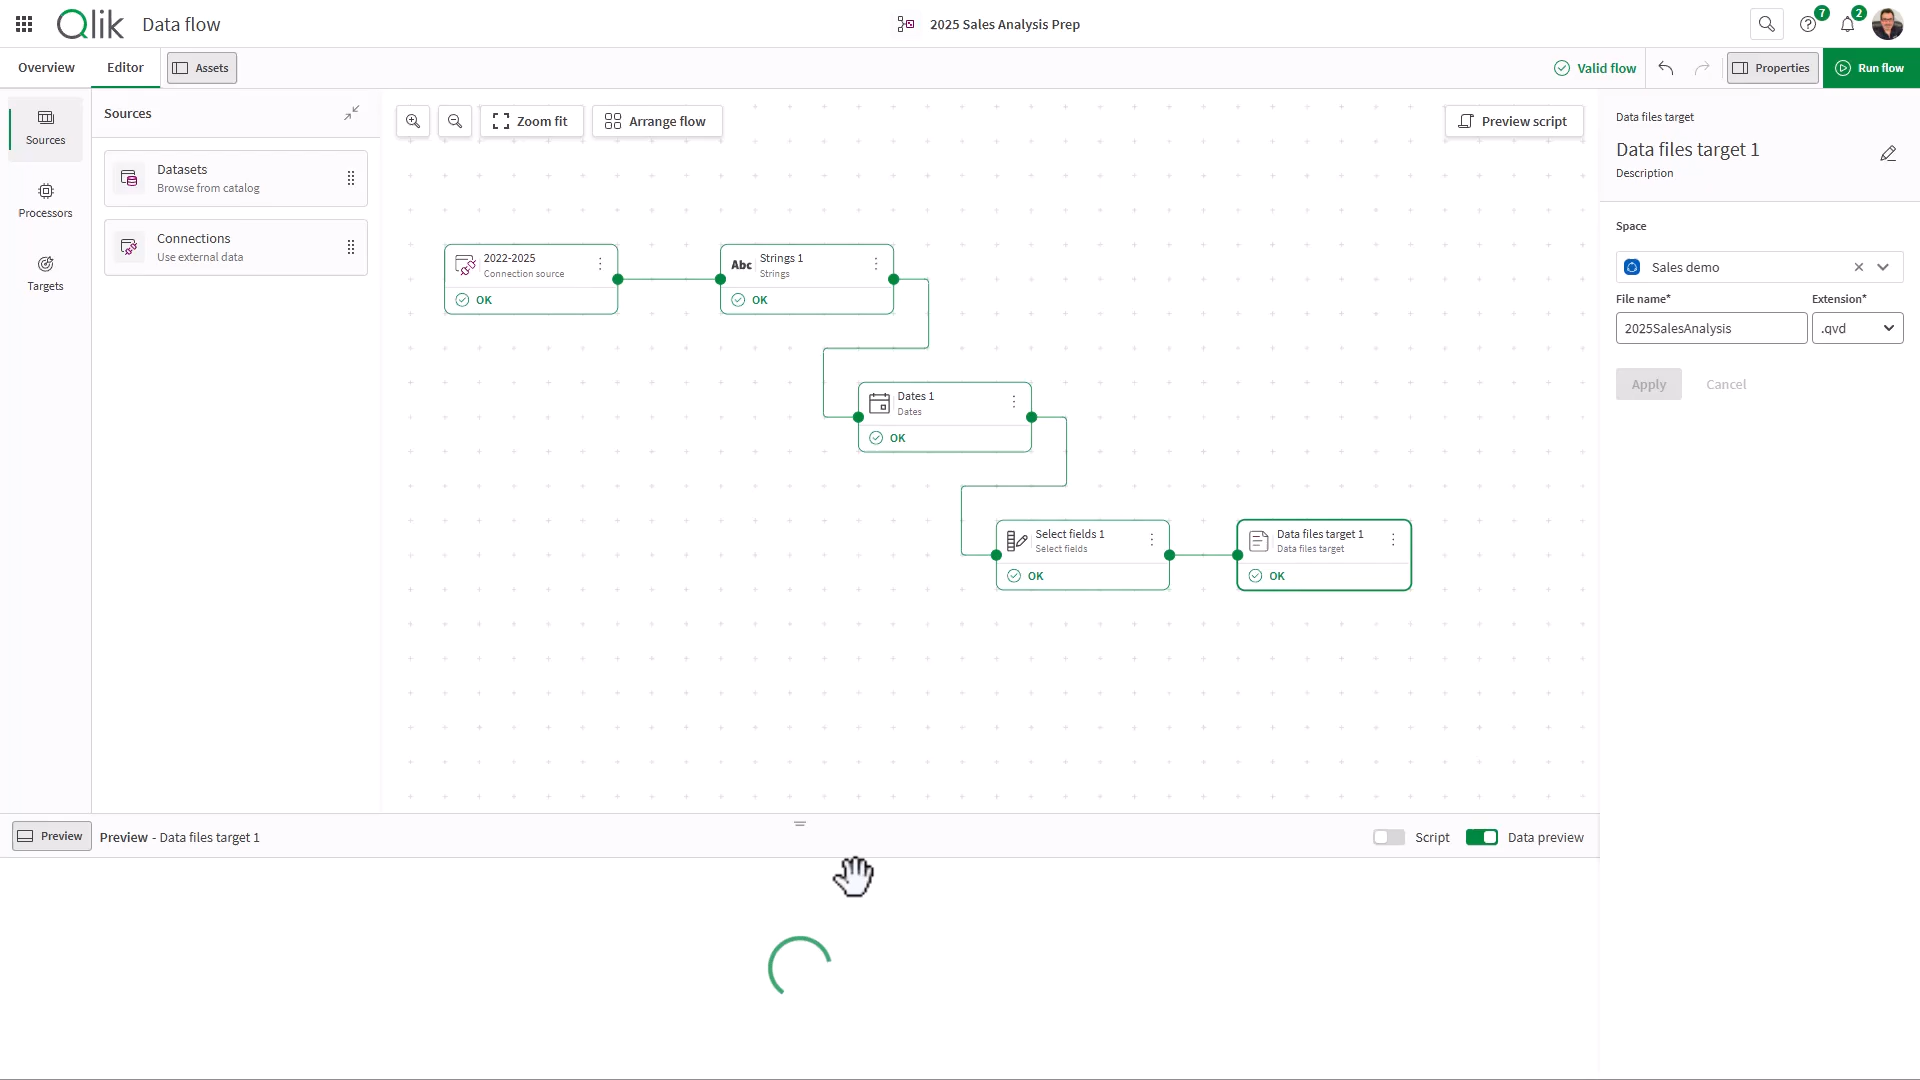 Qlik Data flow
2025 Sales Analysis Prep
7
2
Overview
Editor
Assets
Valid flow
Properties
Run flow
Sources
Processors
Targets
Sources
Datasets
Browse from catalog
Connections
Use external data
Zoom fit
Arrange flow
Preview script
2022-2025
Connection source
OK
Abc
Strings 1
Strings
OK
Dates 1
Dates
OK
Select fields 1
Select fields
OK
Data files target 1
Data files target
OK
Data files target
Data files target 1
Description
Space
Sales demo
File name*
Extension*
2025SalesAnalysis
.qvd
Apply
Cancel
Preview
Preview - Data files target 1
Script
Data preview